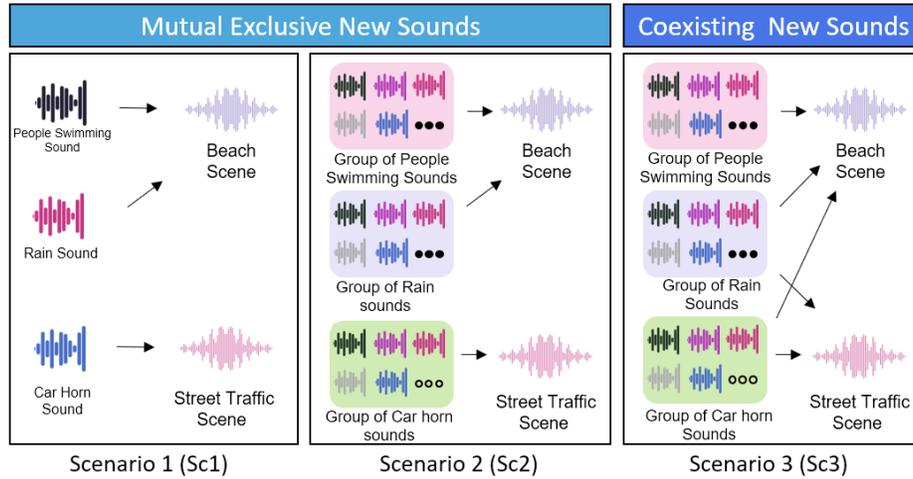 Mutual Exclusive New Sounds
Coexisting New Sounds
People Swimming
Sound
Beach
Scene
Rain Sound
Car Horn
Sound
Street Traffic
Scene
Group of People
Swimming Sounds
Beach
Scene
Group of Rain
sounds
Group of Car horn
sounds
Street Traffic
Scene
Group of People
Swimming Sounds
Beach
Scene
Group of Rain
Sounds
Group of Car horn
Sounds
Street Traffic
Scene
Scenario 1 (Sc1)
Scenario 2 (Sc2)
Scenario 3 (Sc3)